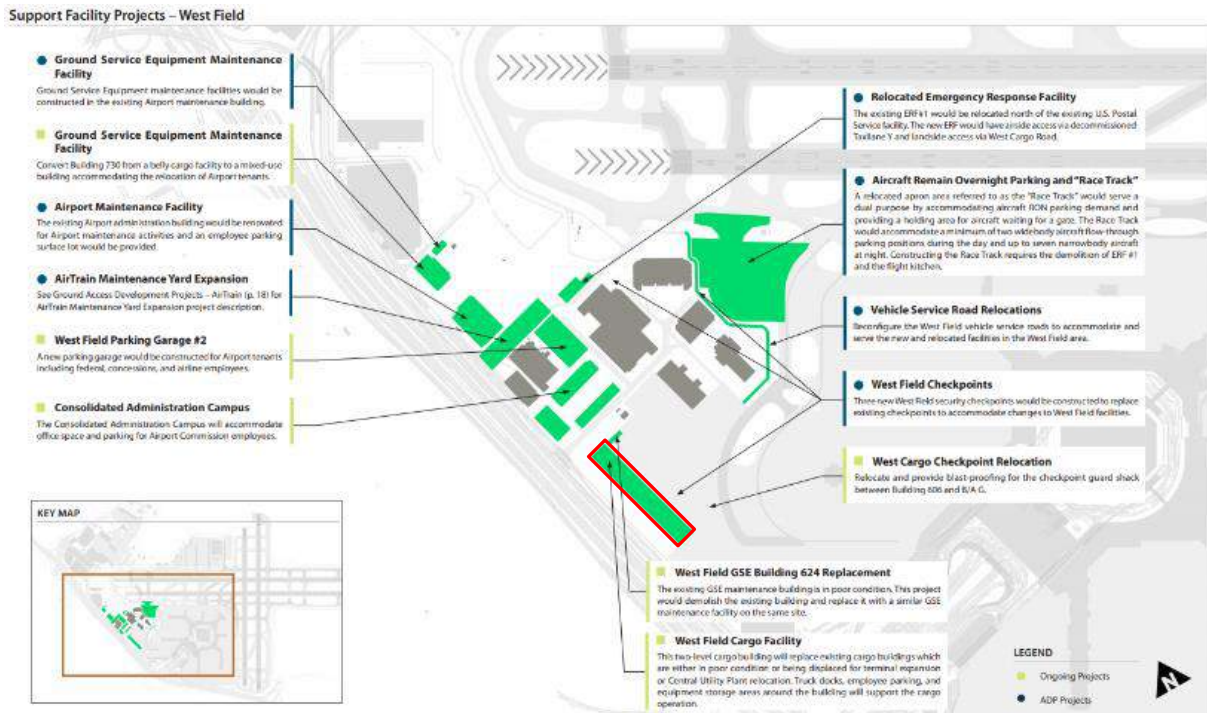 Support Facility Projects – West Field
Ground Service Equipment Maintenance
Facility
Ground Service Equipment maintenance facilities would be
constructed in the existing Airport maintenance building.
Ground Service Equipment Maintenance
Facility
Convert Building 730 from a belly cargo facility to a mixed-use
building accommodating the relocation of Airport tenants.
Airport Maintenance Facility
The existing Airport administration building would be renovated
for Airport maintenance activities and an employee parking
surface lot would be provided.
AirTrain Maintenance Yard Expansion
See Ground Access Development Projects – AirTrain (p. 18) for
AirTrain Maintenance Yard Expansion project description.
West Field Parking Garage #2
A new parking garage would be constructed for Airport tenants
including federal, concessions, and airline employees.
Consolidated Administration Campus
The Consolidated Administration Campus will accommodate
office space and parking for Airport Commission employees.
KEY MAP
Relocated Emergency Response Facility
The existing ERF#1 would be relocated north of the existing U.S. Postal
Service facility. The new ERF would have airside access via decommissioned
Taxilane Y and landside access via West Cargo Road.
Aircraft Remain Overnight Parking and "Race Track"
A relocated apron area referred to as the "Race Track" would serve a
dual purpose by accommodating aircraft RON parking demand and
providing a holding area for aircraft waiting for a gate. The Race Track
would accommodate a minimum of two widebody aircraft flow-through
parking positions during the day and up to seven narrowbody aircraft
at night. Constructing the Race Track requires the demolition of ERF #1
and the flight kitchen.
Vehicle Service Road Relocations
Reconfigure the West Field vehicle service roads to accommodate and
serve the new and relocated facilities in the West Field area.
West Field Checkpoints
Three new West Field security checkpoints would be constructed to replace
existing checkpoints to accommodate changes to West Field facilities.
West Cargo Checkpoint Relocation
Relocate and provide blast-proofing for the checkpoint guard shack
between Building 606 and B/A G.
West Field GSE Building 624 Replacement
The existing GSE maintenance building is in poor condition. This project
would demolish the existing building and replace it with a similar GSE
maintenance facility on the same site.
West Field Cargo Facility
This two-level cargo building will replace existing cargo buildings which
are either in poor condition or being displaced for terminal expansion
or Central Utility Plant relocation. Truck docks, employee parking, and
equipment storage areas around the building will support the cargo
operation.
LEGEND
Ongoing Projects
ADP Projects
N